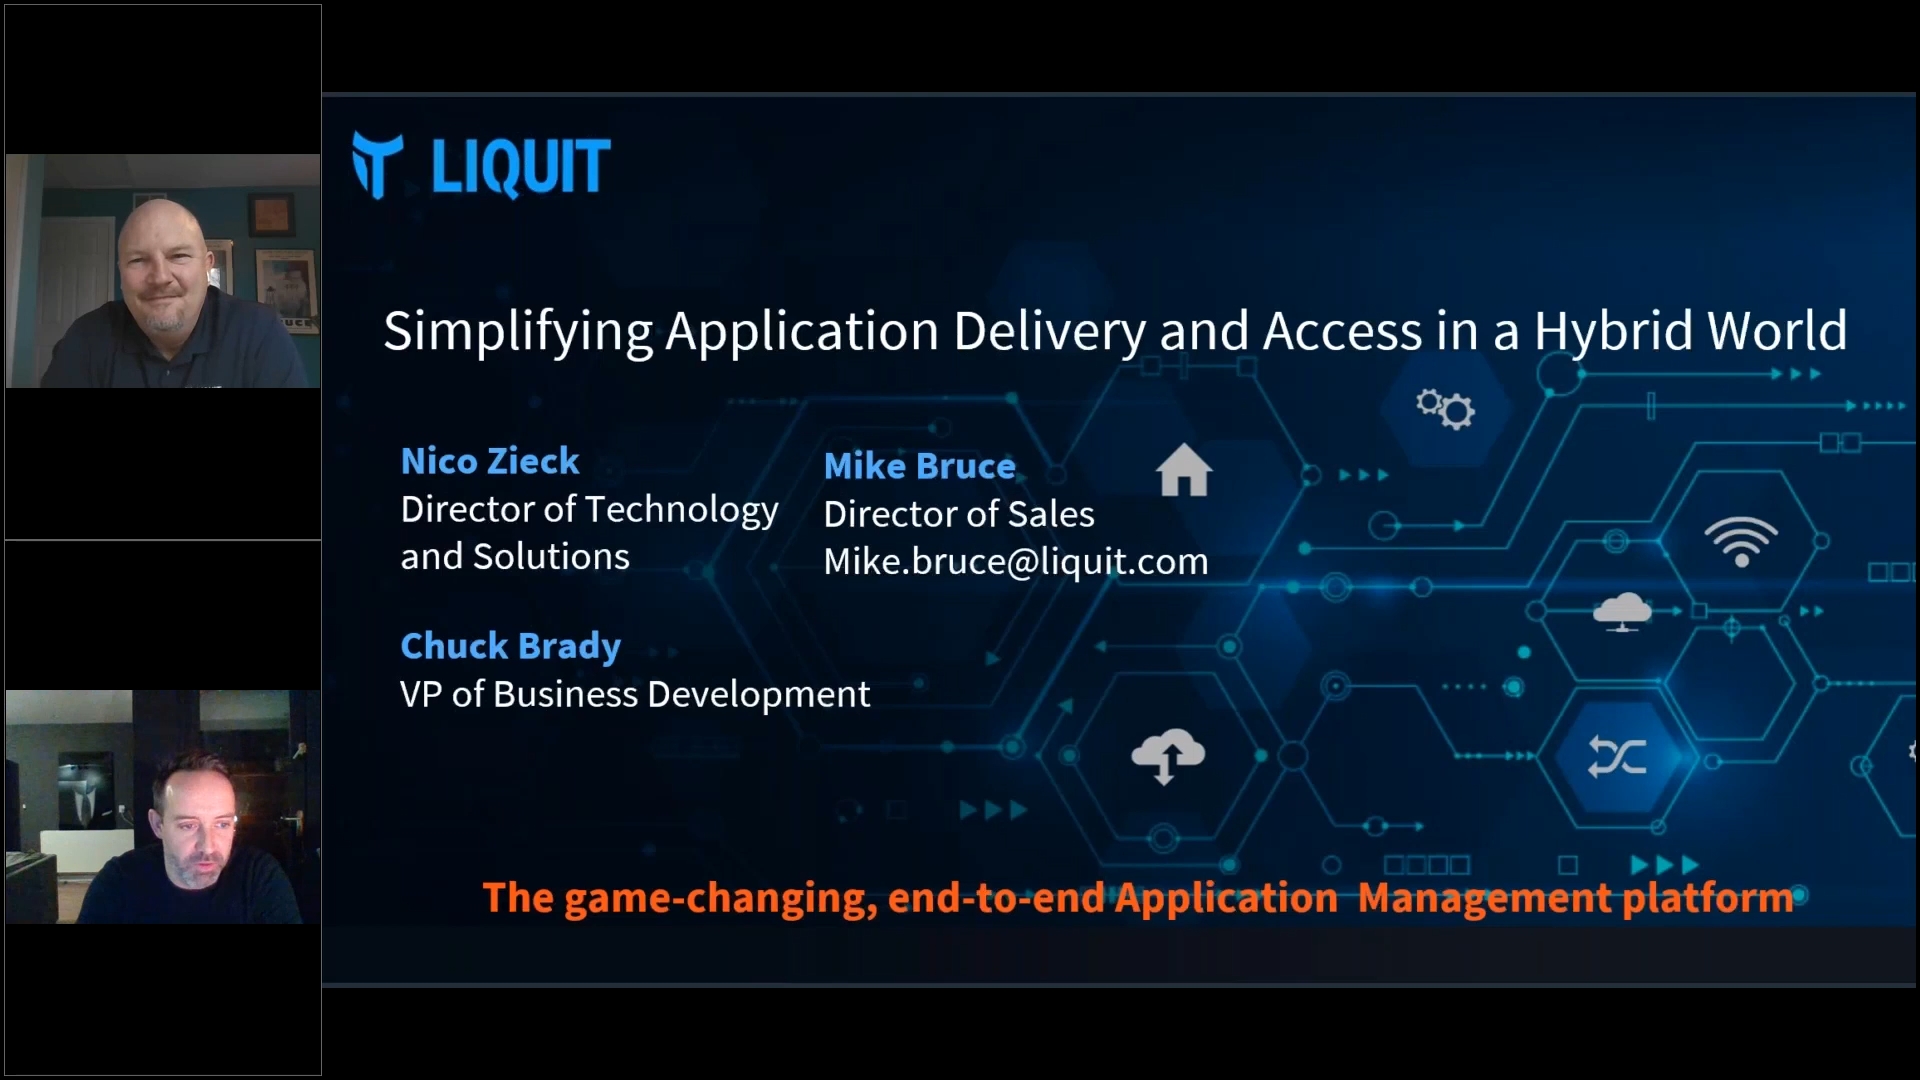 LIQUIT
Simplifying Application Delivery and Access in a Hybrid World
Nico Zieck
Director of Technology
and Solutions
Mike Bruce
Director of Sales
Mike.bruce@liquit.com
Chuck Brady
VP of Business Development
The game-changing, end-to-end Application Management platform